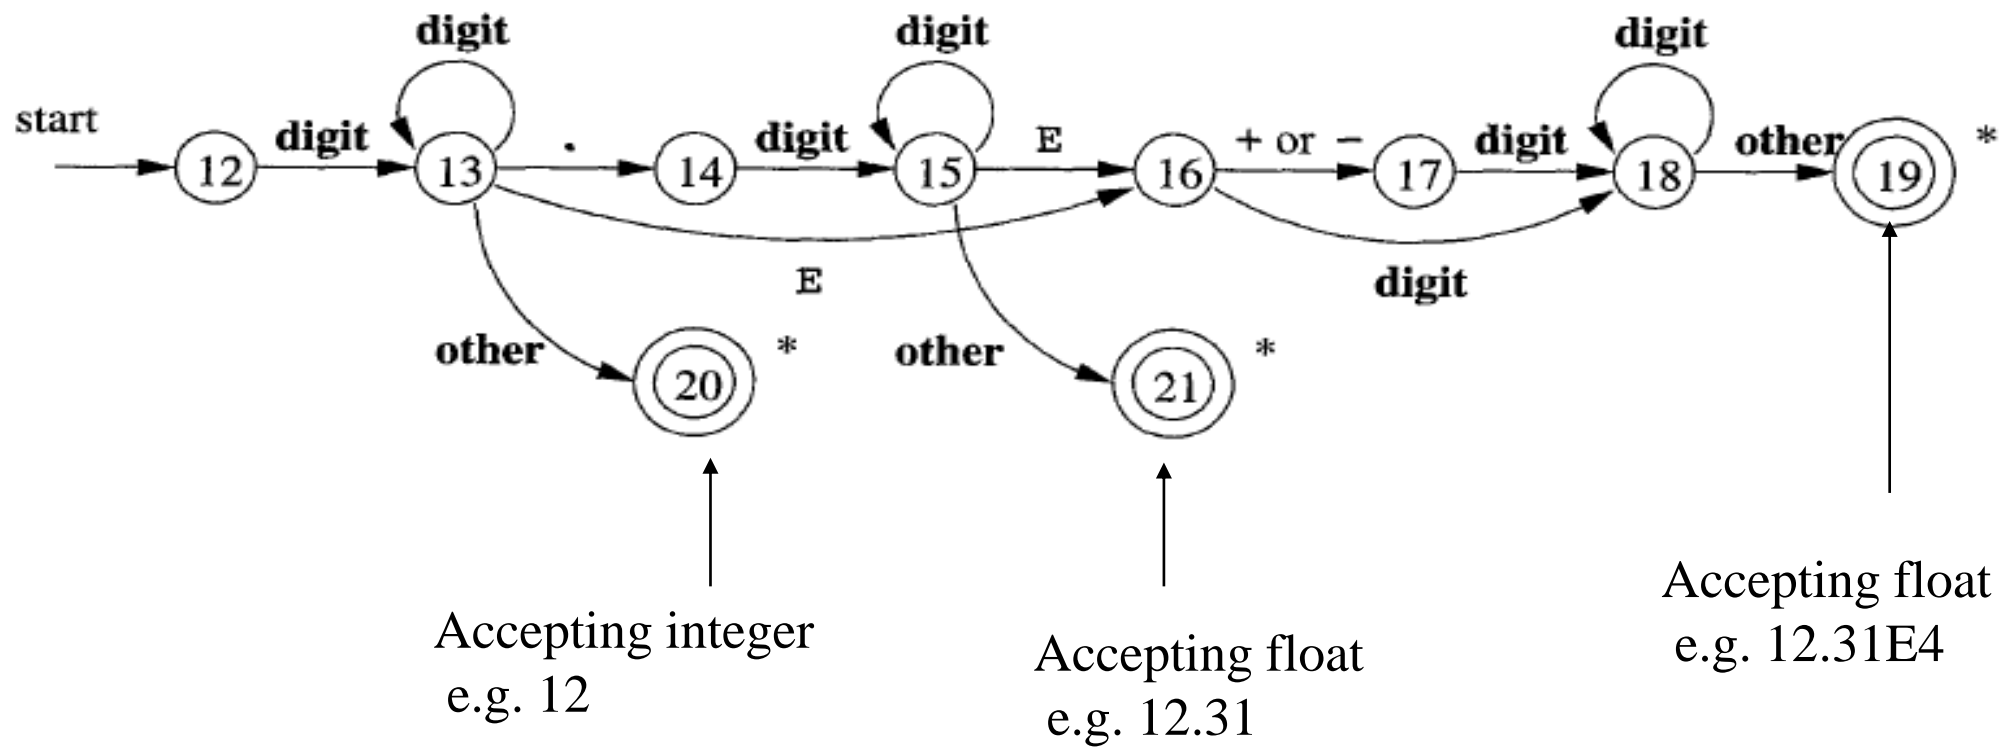 digit digit digit
start digit . digit E + or − digit other *
12 13 14 15 16 17 18 19
E digit
other * other *
20 21
Accepting integer
e.g. 12
Accepting float
e.g. 12.31
Accepting float
e.g. 12.31E4